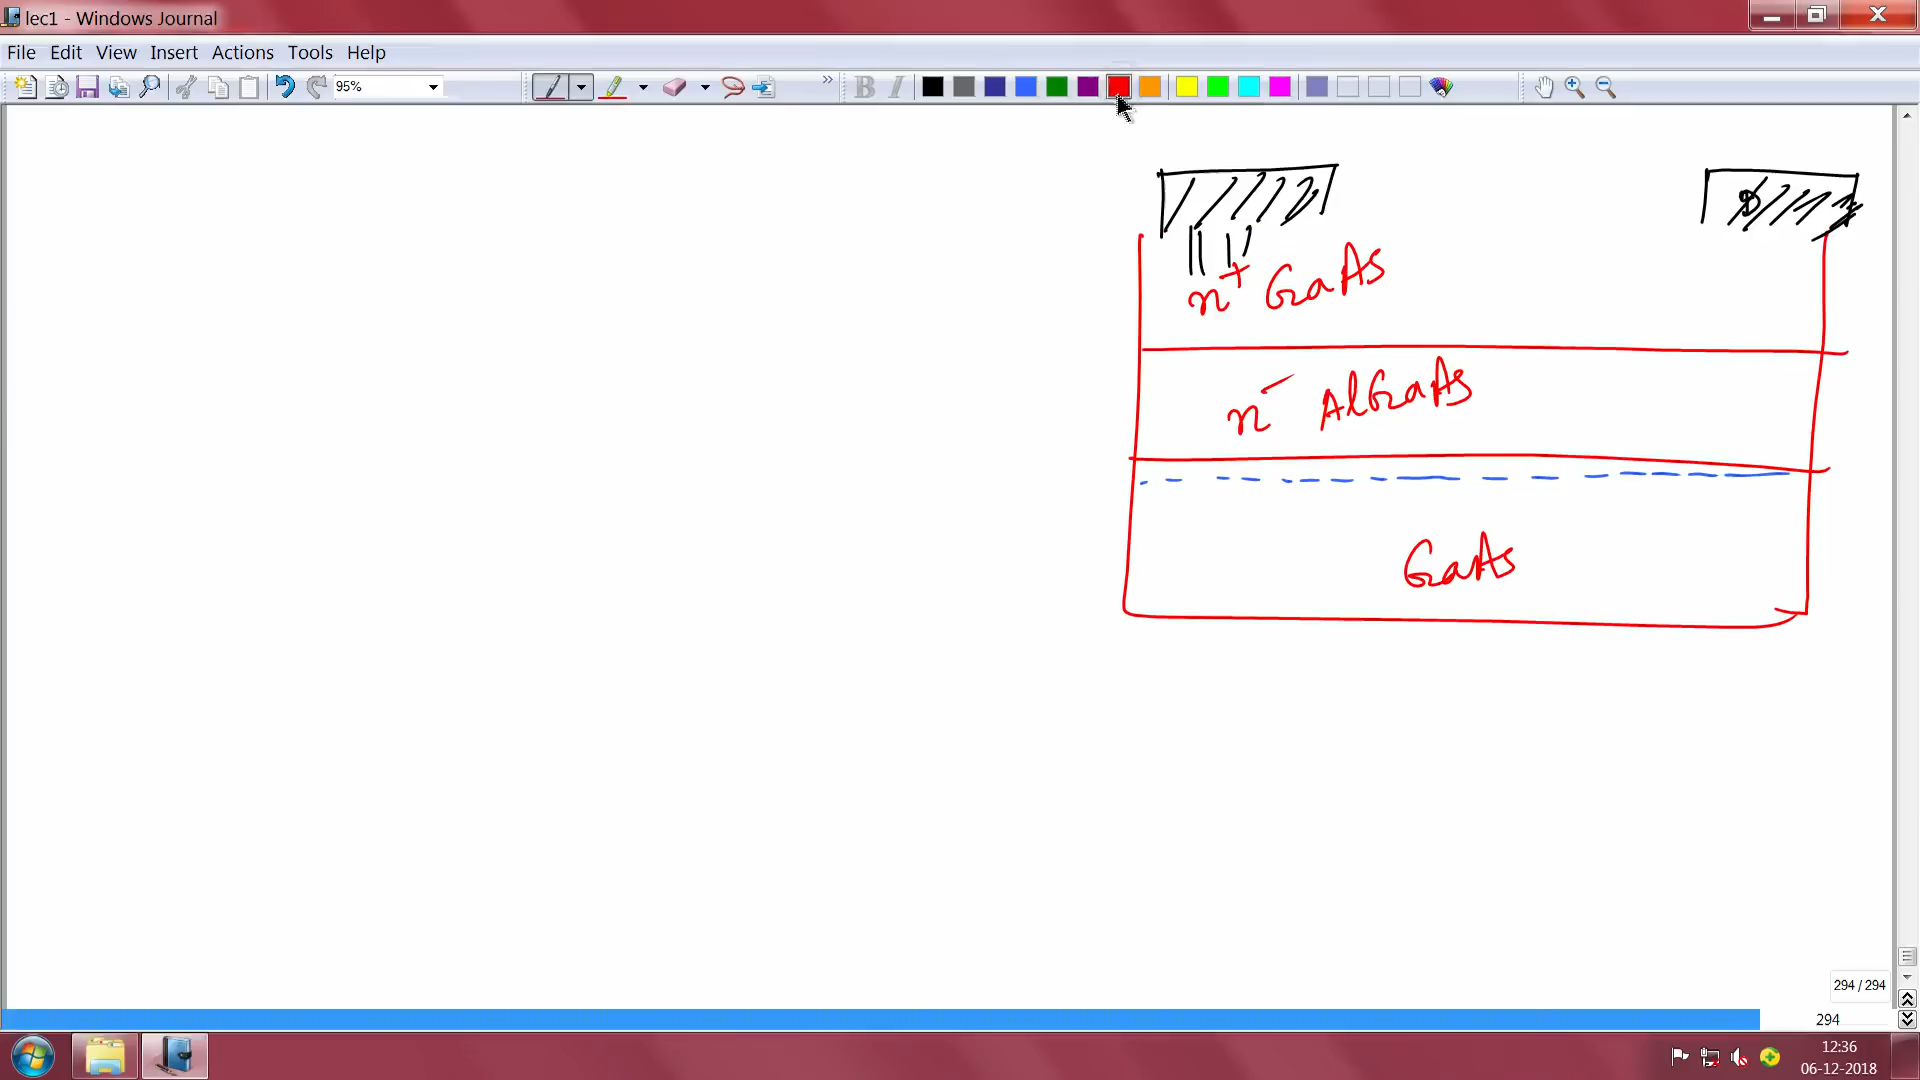 lec1 - Windows Journal
File Edit View Insert Actions Tools Help
95%
B I
D
n+ GaAs
n- AlGaAs
GaAs
294 / 294
294
12:36
06-12-2018